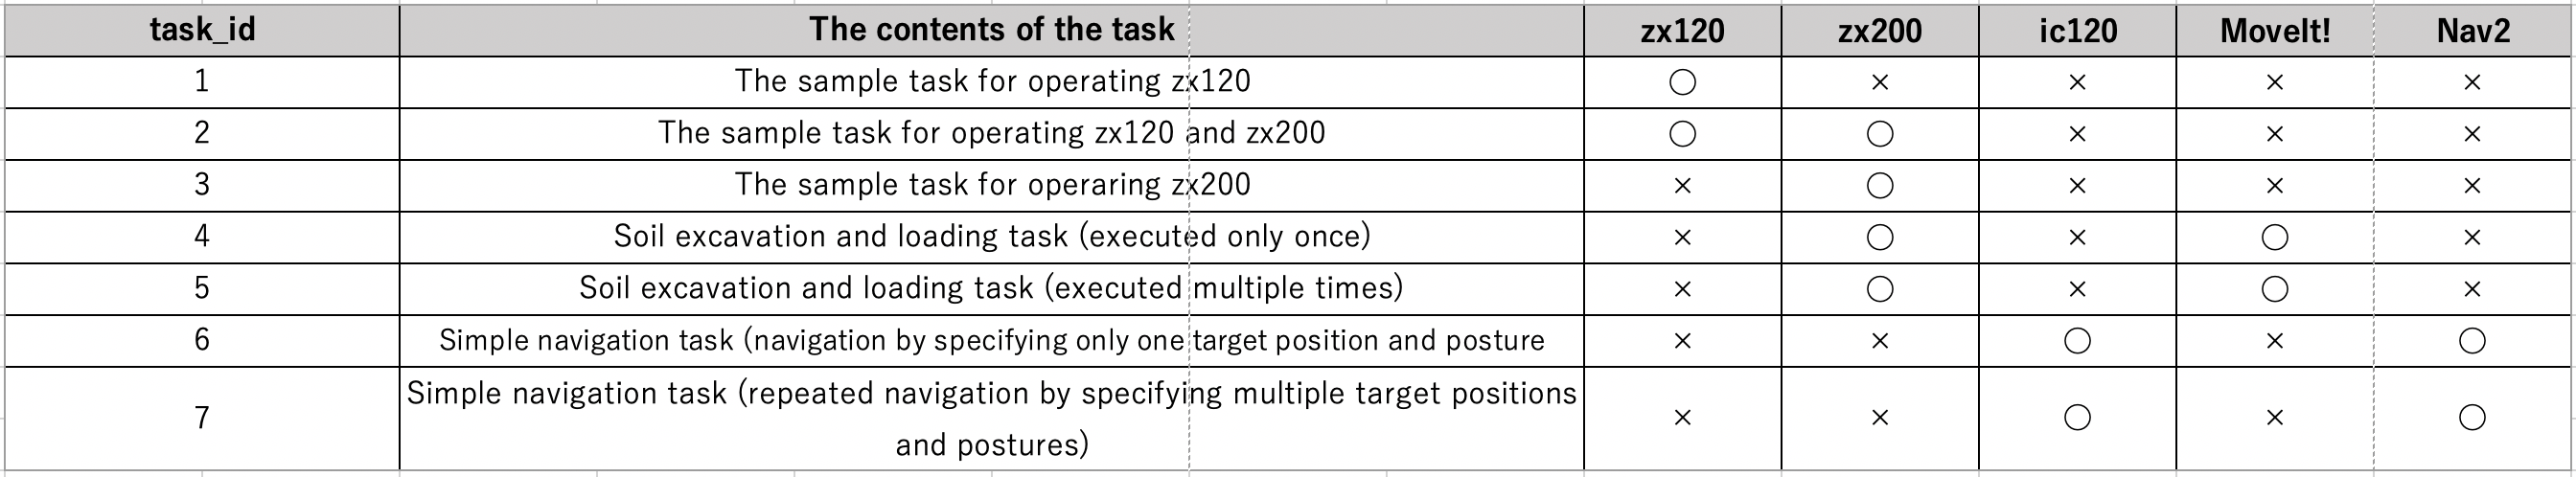 task_id The contents of the task zx120 zx200 ic120 MoveIt! Nav2
1 The sample task for operating zx120 ○ × × × ×
2 The sample task for operating zx120 and zx200 ○ ○ × × ×
3 The sample task for operaring zx200 × ○ × × ×
4 Soil excavation and loading task (executed only once) × ○ × ○ ×
5 Soil excavation and loading task (executed multiple times) × ○ × ○ ×
6 Simple navigation task (navigation by specifying only one target position and posture × × ○ × ○
7 Simple navigation task (repeated navigation by specifying multiple target positions
and postures) × × ○ × ○